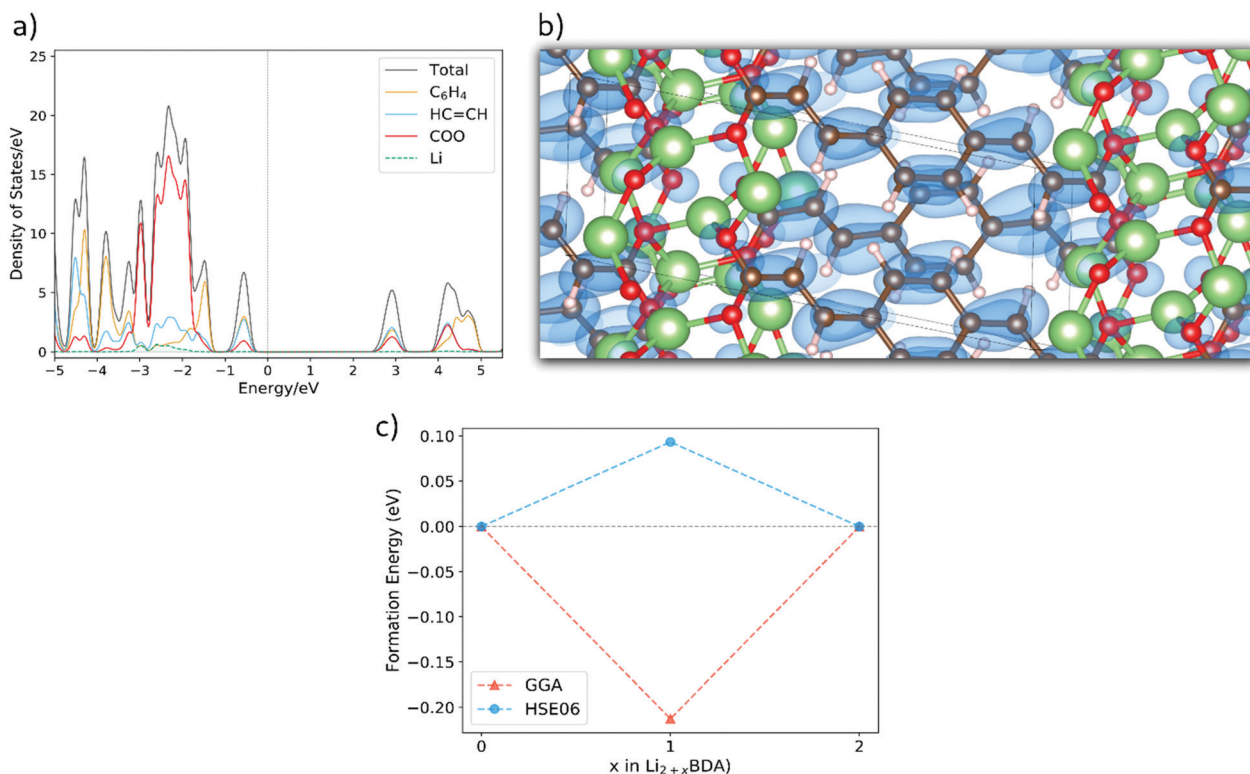 a)
25
20
15
10
5
0
Density of States/eV
−5 −4 −3 −2 −1 0 1 2 3 4 5
Energy/eV
Total
C₆H₄
HC=CH
COO
Li
b)
c)
0.10
0.05
0.00
−0.05
−0.10
−0.15
−0.20
Formation Energy (eV)
GGA
HSE06
0 1 2
x in Li₂₊ₓBDA)